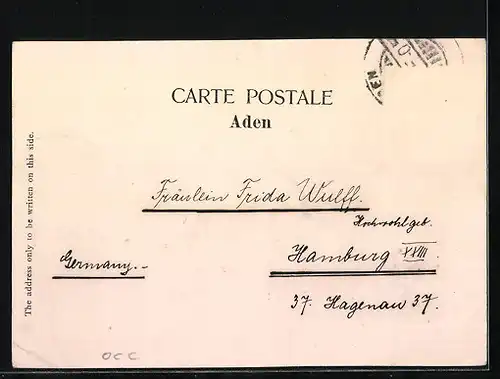 CARTE POSTALE
Aden
The address only to be written on this side.
Fräulein Frida Wulff.
Hochwohlgeb.
Hamburg XXIII
Germany.-
37. Hagenau 37.
OCC